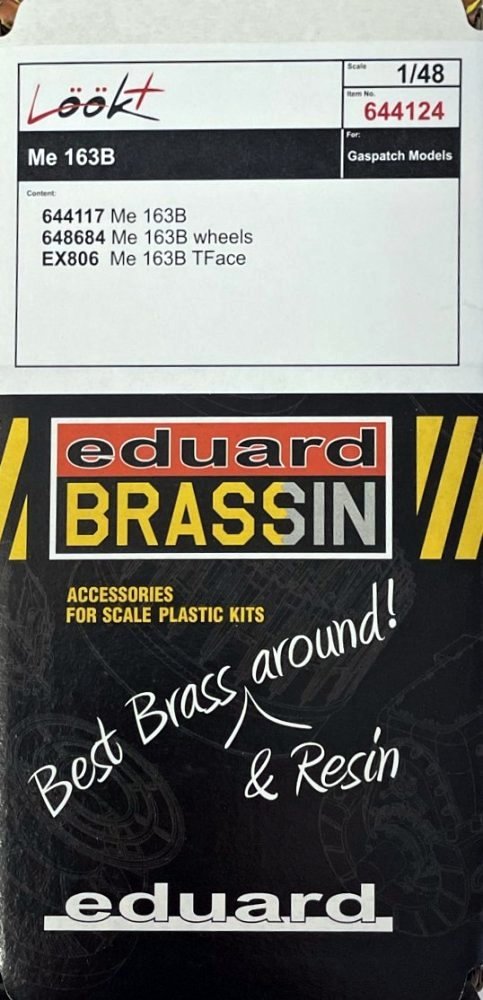 Löök+
Scale
1/48
Item No.
644124
Me 163B
For:
Gaspatch Models
Content:
644117 Me 163B
648684 Me 163B wheels
EX806 Me 163B TFace
eduard
BRASSIN
ACCESSORIES
FOR SCALE PLASTIC KITS
Best Brass around!
& Resin
eduard